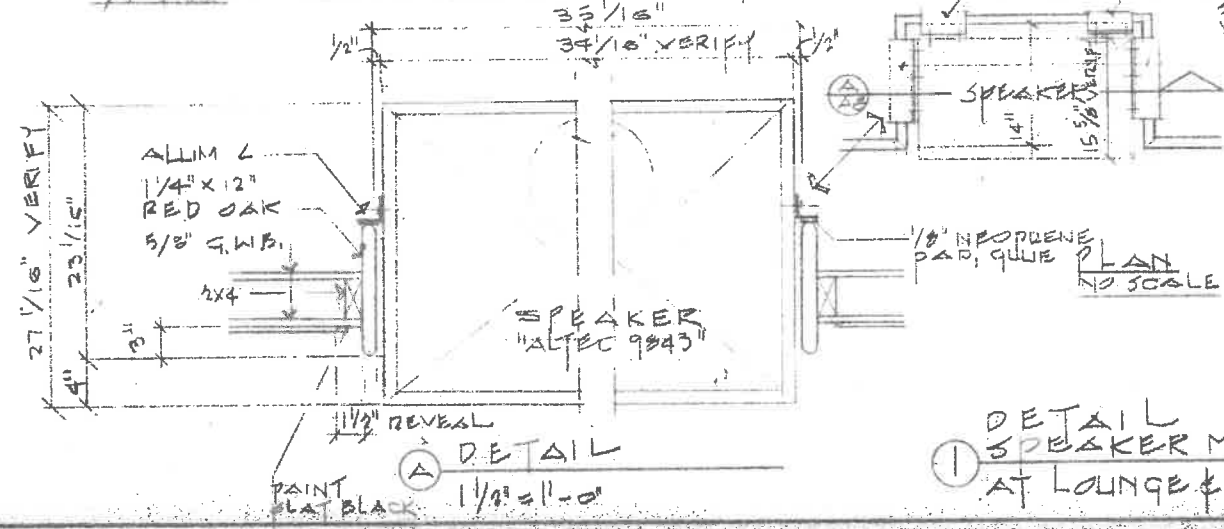 35 1/16"
1/2"
34 1/16" VERIFY
1/2"
SPEAKER
14"
15 5/8" VERIF
27 1/16" VERIFY
23 1/16"
4"
3"
ALUM L
1 1/4" X 12"
RED OAK
5/8" G.W.B.
2X4
SPEAKER
"ALTEC 9843"
1/8" NEOPRENE
PAD, GLUE
PLAN
NO SCALE
1 1/2" REVEAL
PAINT
FLAT BLACK
A DETAIL
1 1/2" = 1'-0"
1 DETAIL
SPEAKER M
AT LOUNGE &